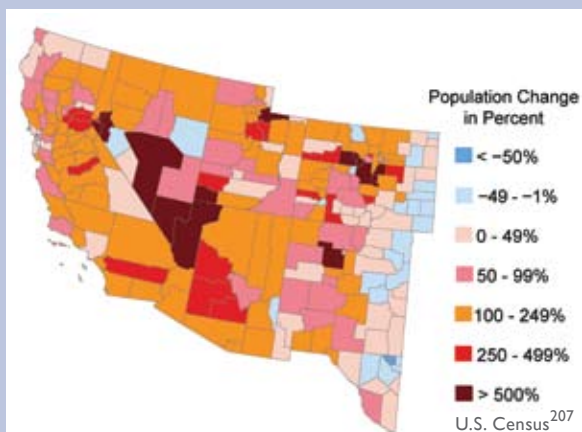 Population Change
in Percent
< −50%
−49 - −1%
0 - 49%
50 - 99%
100 - 249%
250 - 499%
> 500%
U.S. Census207